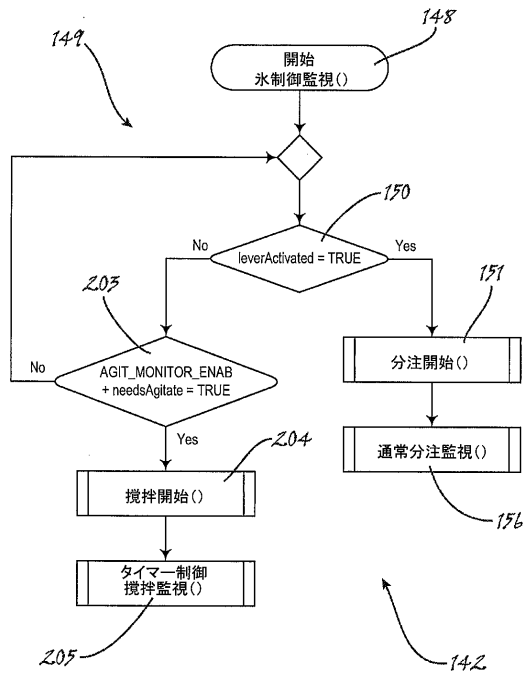 148
149
開始
氷制御監視()
150
No
leverActivated = TRUE
Yes
203
151
No
AGIT_MONITOR_ENAB
+ needsAgitate = TRUE
分注開始()
Yes
204
通常分注監視()
撹拌開始()
156
タイマー制御
撹拌監視()
205
142